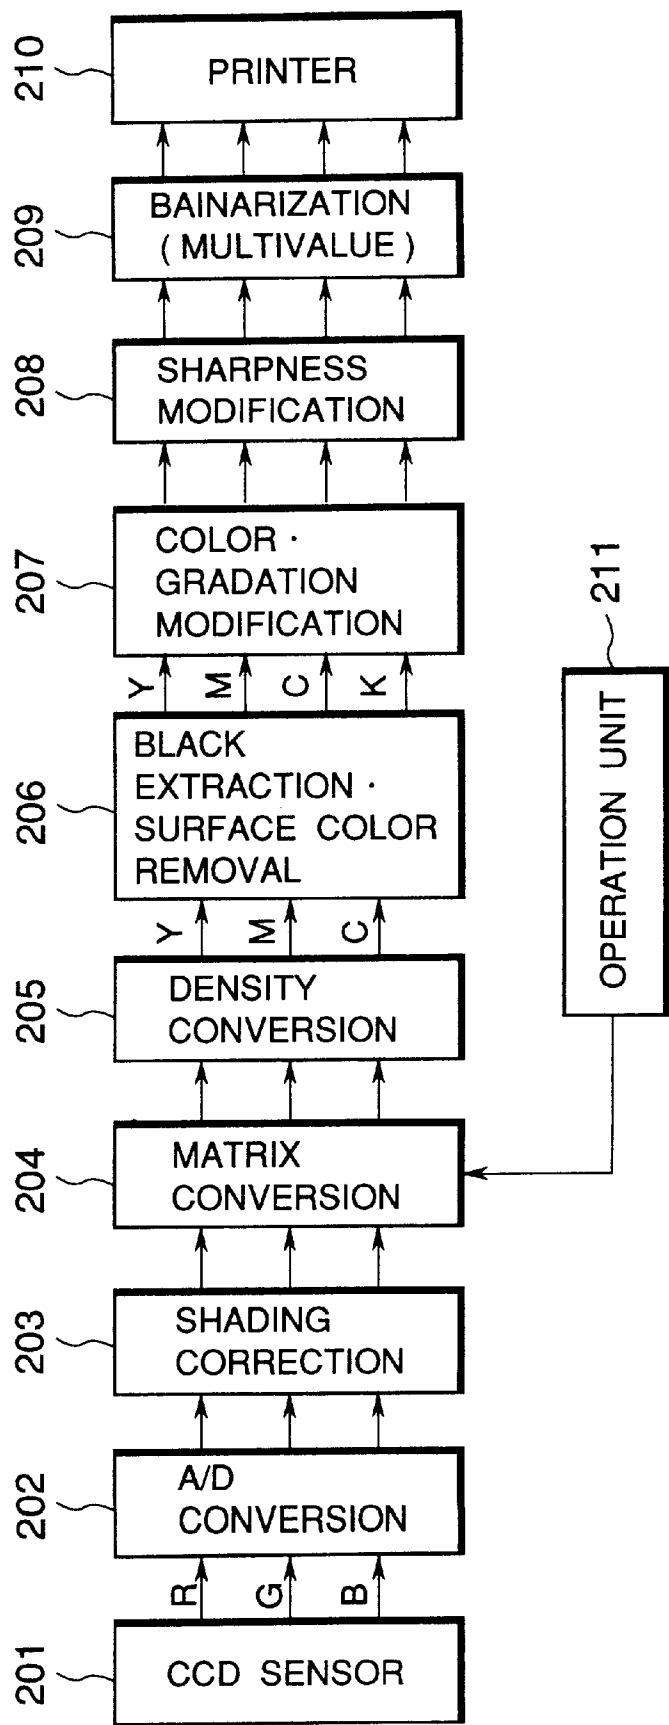 210
PRINTER
209
BAINARIZATION
( MULTIVALUE )
208
SHARPNESS
MODIFICATION
207
COLOR ·
GRADATION
MODIFICATION
Y
M
C
K
206
BLACK
EXTRACTION ·
SURFACE COLOR
REMOVAL
Y
M
C
205
DENSITY
CONVERSION
204
MATRIX
CONVERSION
211
OPERATION UNIT
203
SHADING
CORRECTION
202
A/D
CONVERSION
R
G
B
201
CCD SENSOR